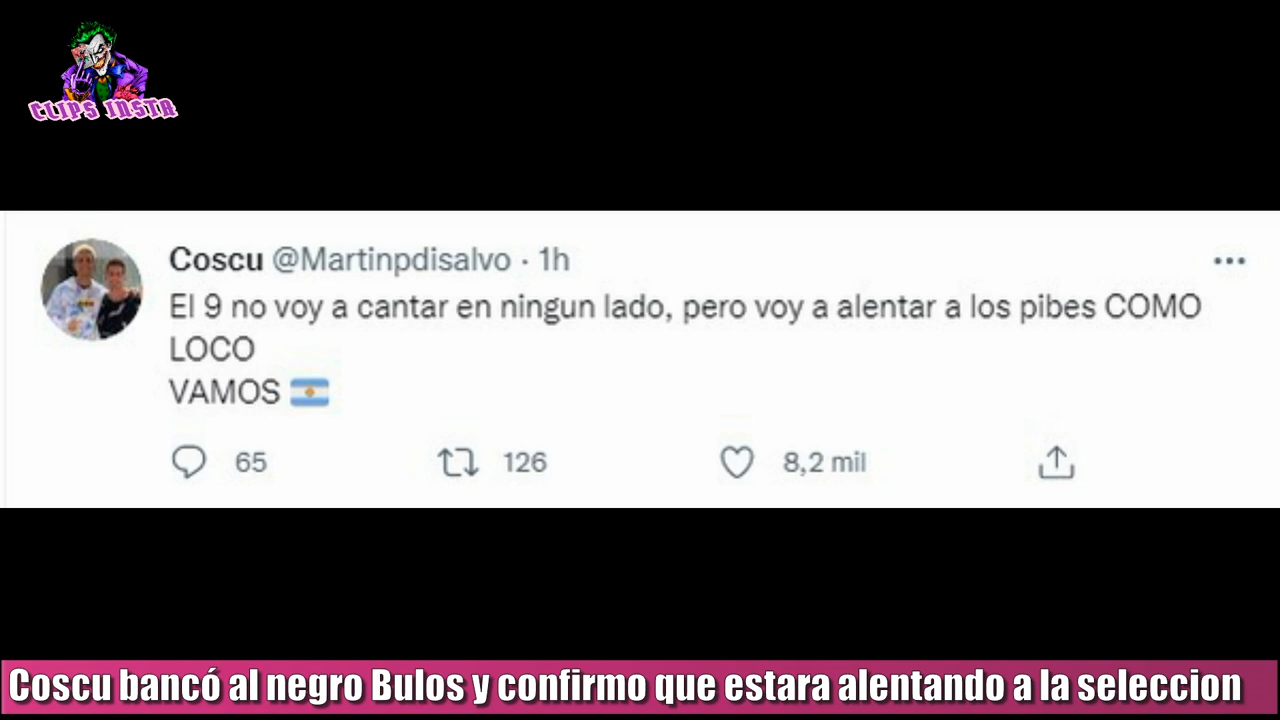 CLIPS INSTA
Coscu @Martinpdisalvo · 1h
El 9 no voy a cantar en ningun lado, pero voy a alentar a los pibes COMO
LOCO
VAMOS 🇦🇷
65 126 8,2 mil
Coscu bancó al negro Bulos y confirmo que estara alentando a la seleccion